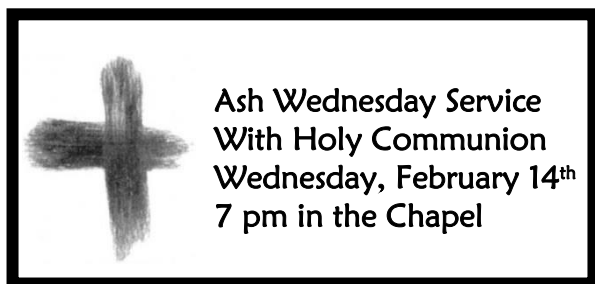 Ash Wednesday Service
With Holy Communion
Wednesday, February 14th
7 pm in the Chapel